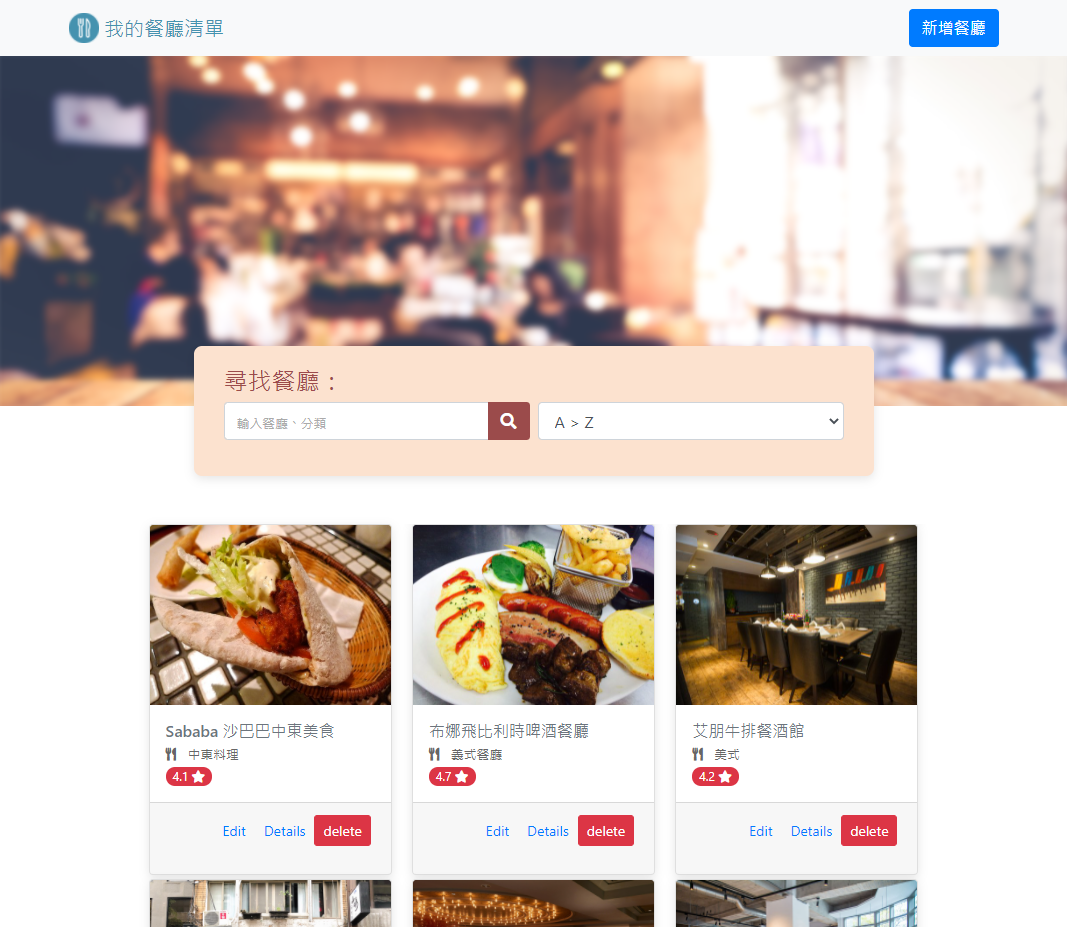 我的餐廳清單
新增餐廳
尋找餐廳：
輸入餐廳、分類
A > Z
Sababa 沙巴巴中東美食
中東料理
4.1
Edit Details delete
布娜飛比利時啤酒餐廳
義式餐廳
4.7
Edit Details delete
艾朋牛排餐酒館
美式
4.2
Edit Details delete